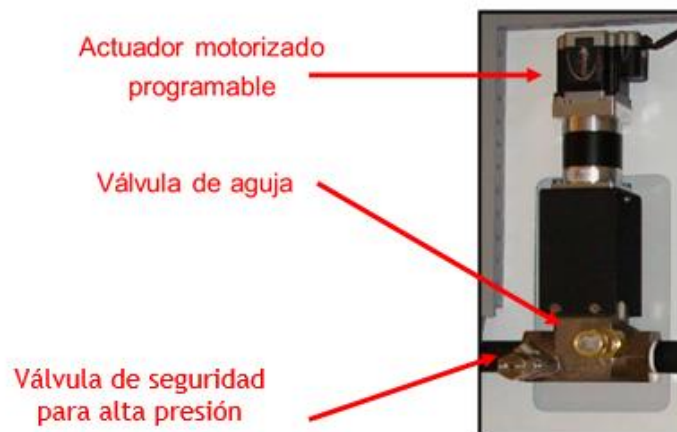 Actuador motorizado
programable
Válvula de aguja
Válvula de seguridad
para alta presión